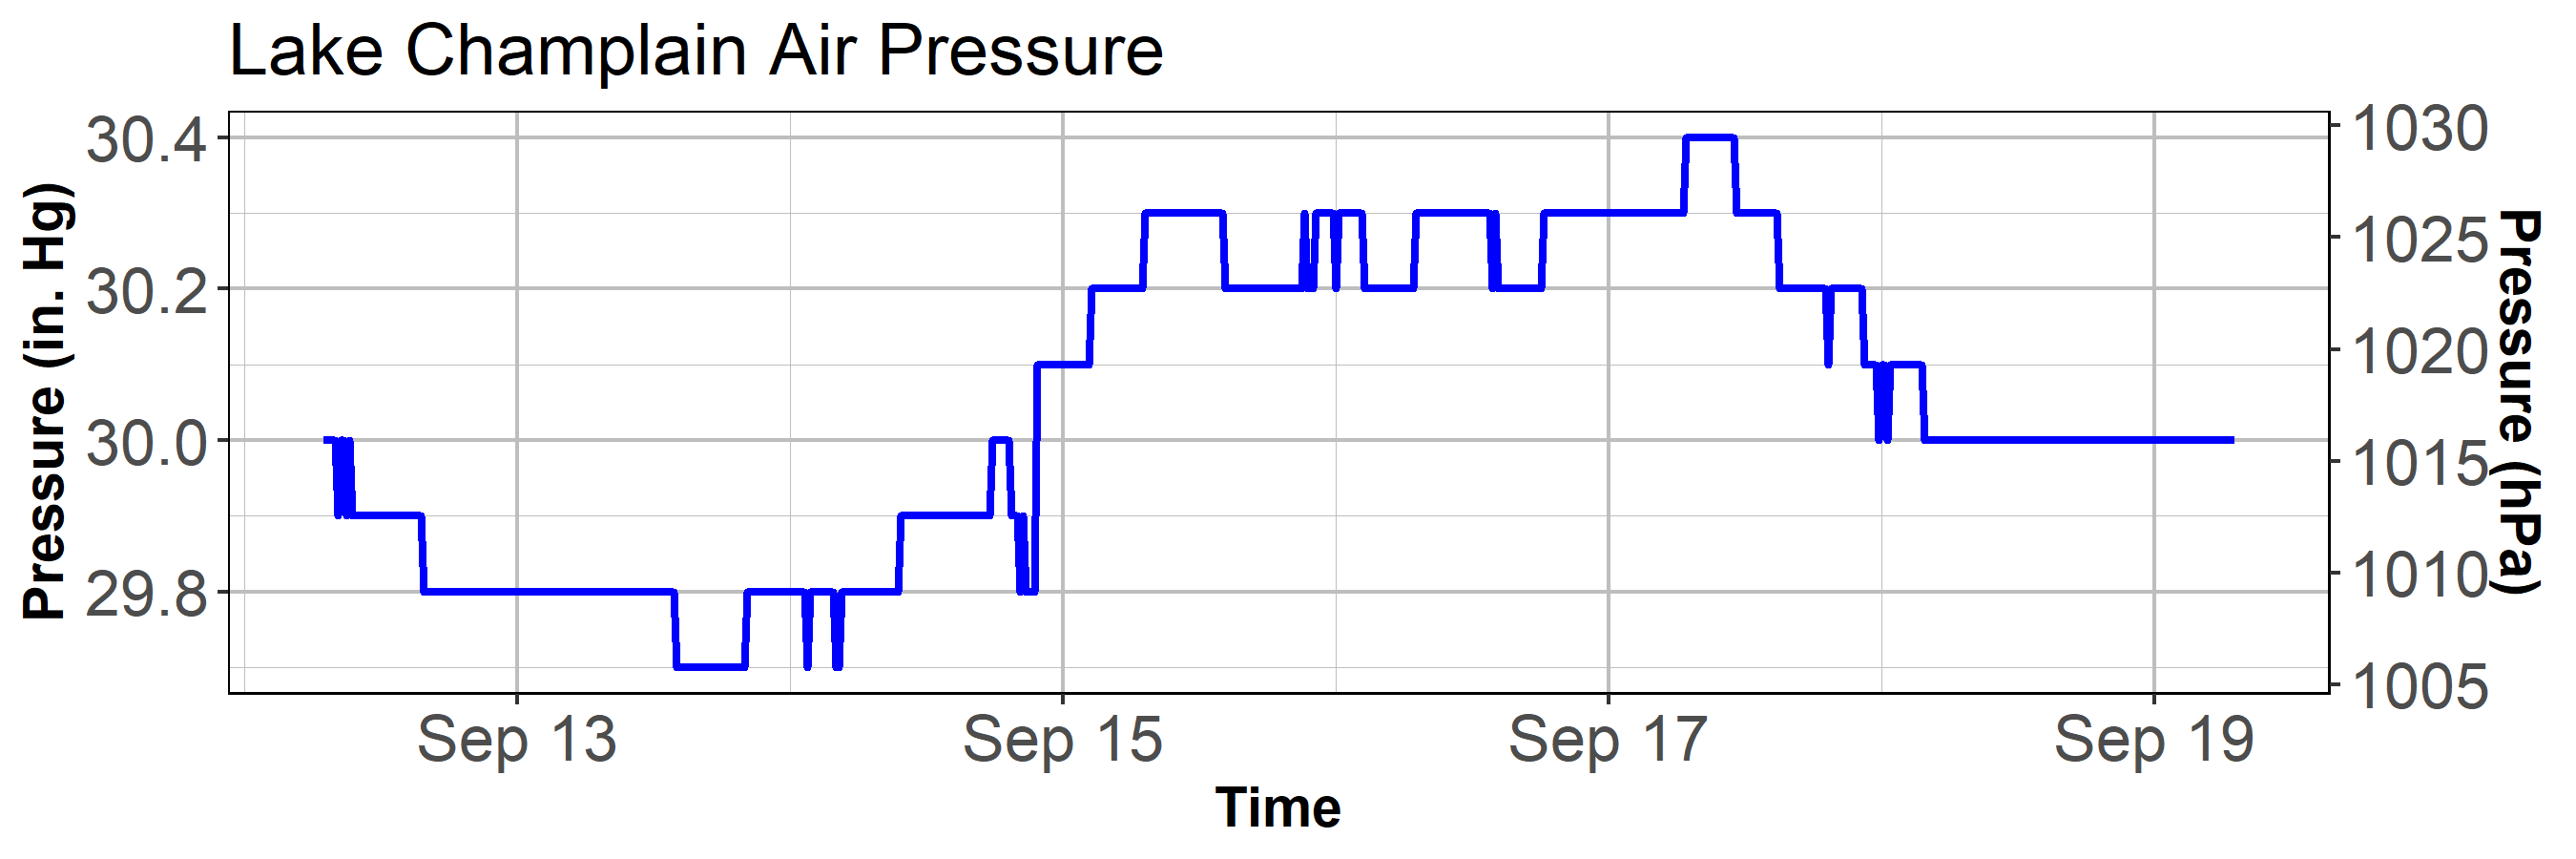 Lake Champlain Air Pressure
Pressure (in. Hg)
30.4
30.2
30.0
29.8
1030
1025
1020
1015
1010
1005
Pressure (hPa)
Sep 13
Sep 15
Sep 17
Sep 19
Time